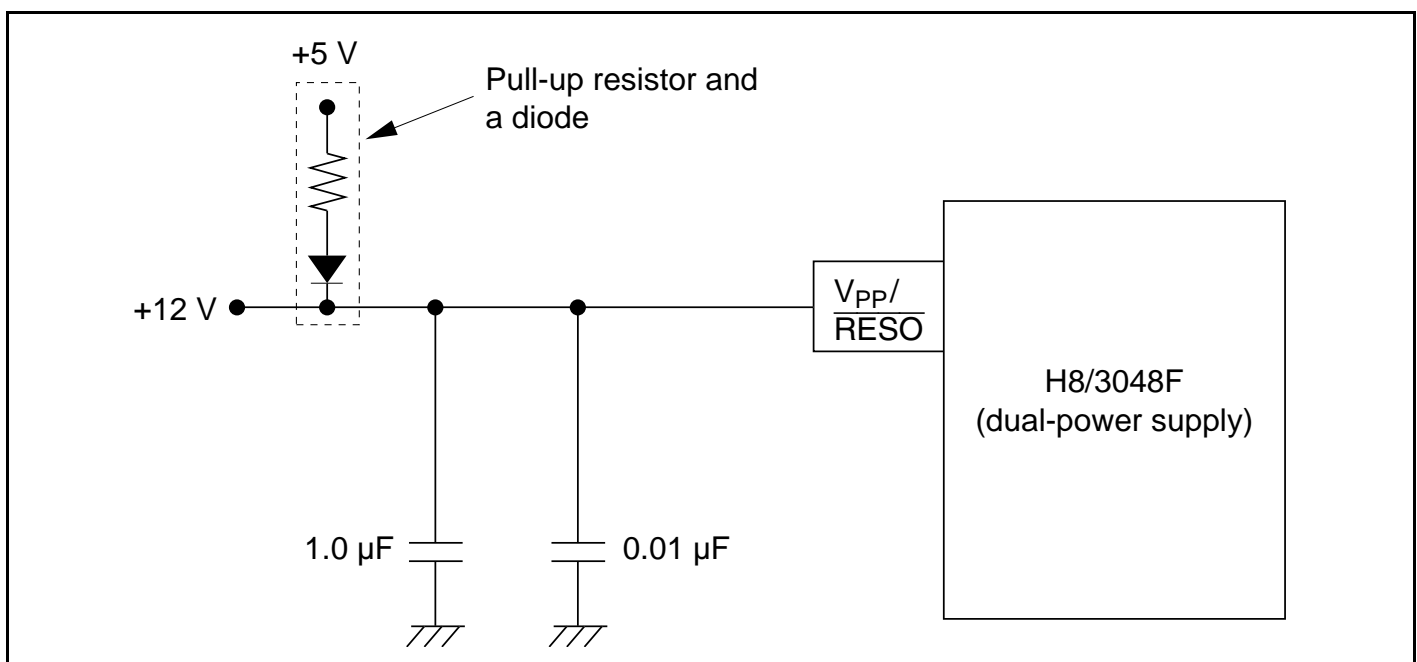 +5 V
Pull-up resistor and
a diode
+12 V
VPP/
RESO
H8/3048F
(dual-power supply)
1.0 µF
0.01 µF